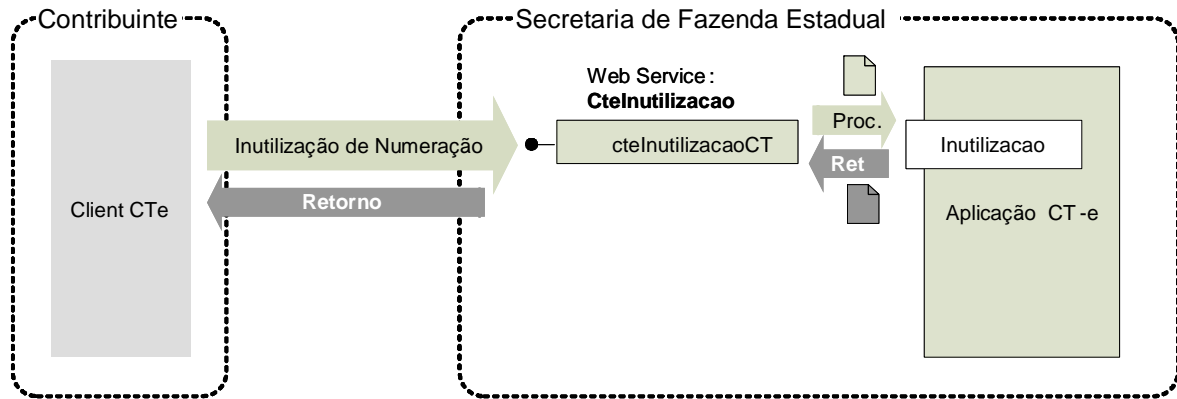 Contribuinte
Secretaria de Fazenda Estadual
Web Service :
CteInutilizacao
Proc.
Inutilização de Numeração
cteInutilizacaoCT
Inutilizacao
Ret
Retorno
Client CTe
Aplicação CT -e